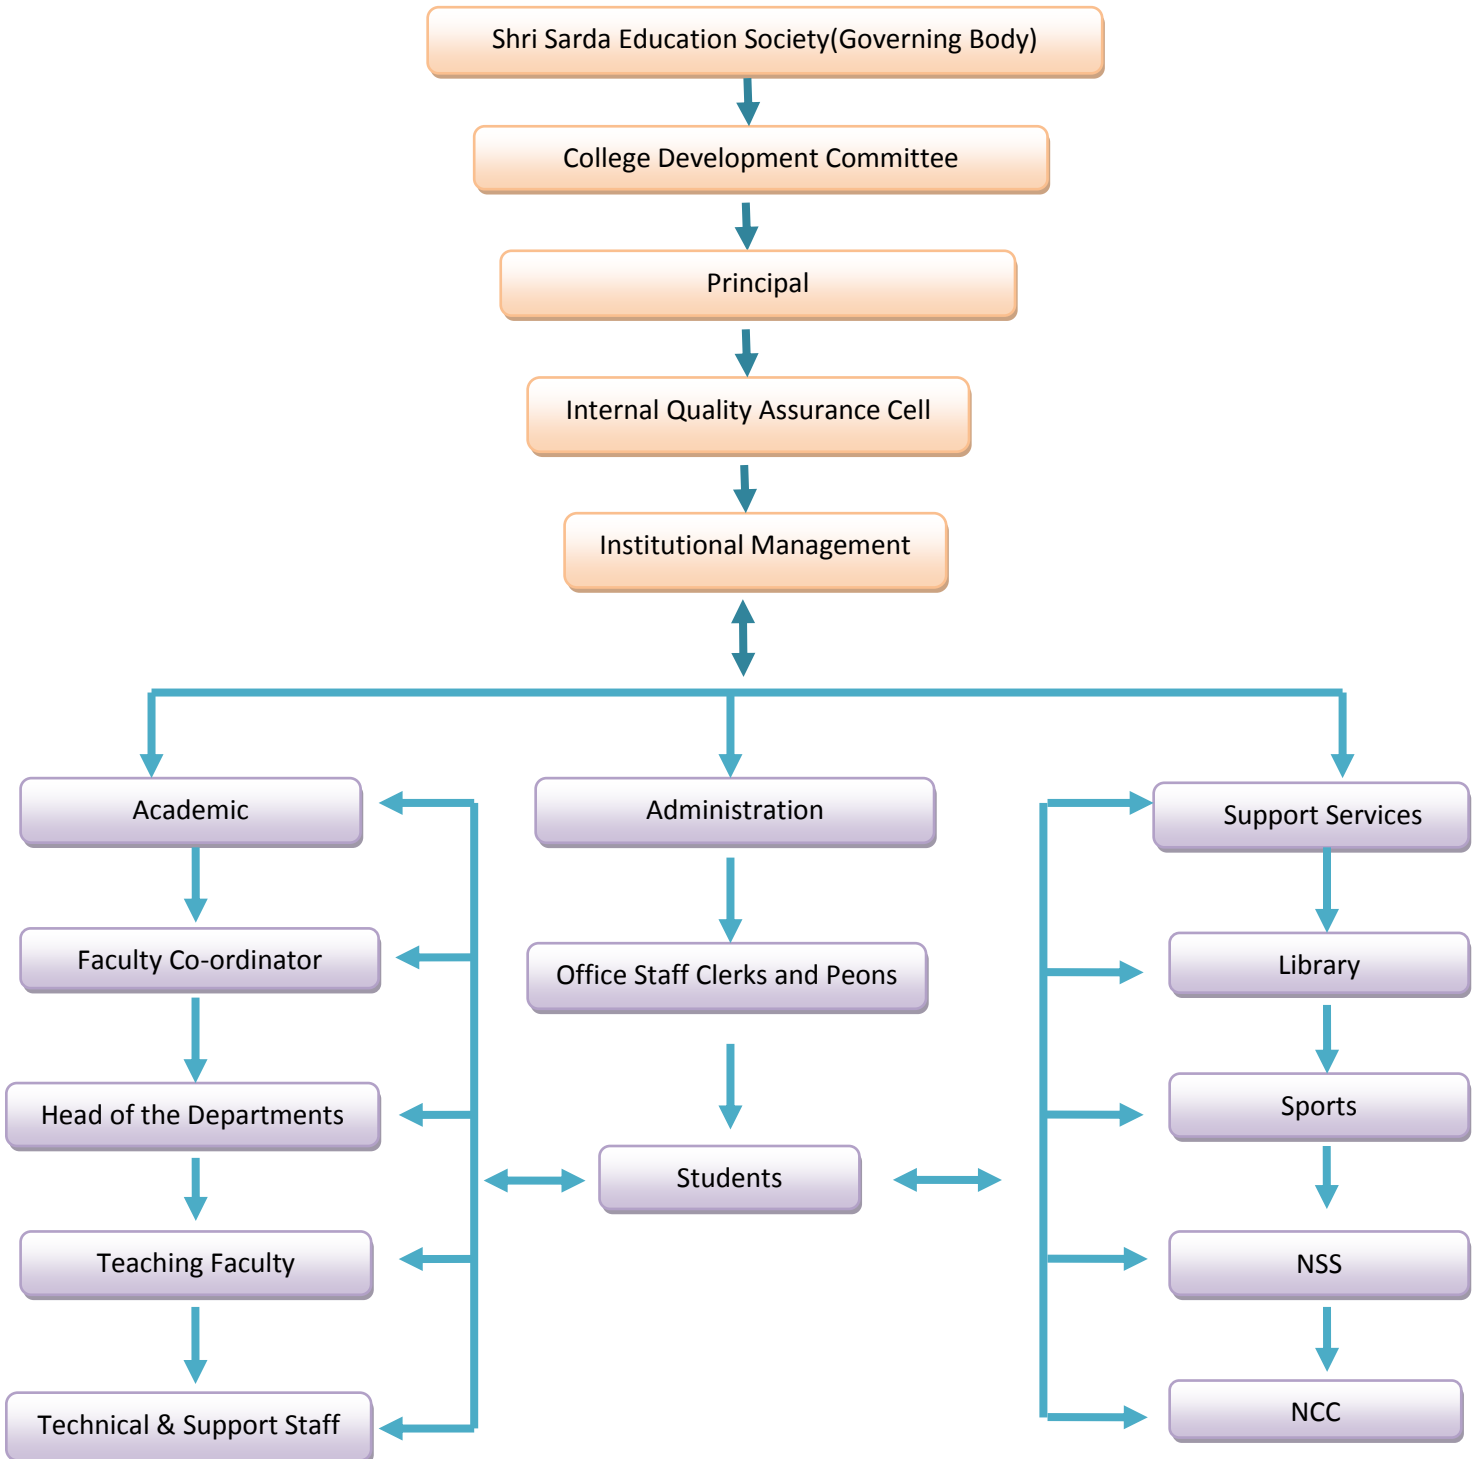 Shri Sarda Education Society(Governing Body)
College Development Committee
Principal
Internal Quality Assurance Cell
Institutional Management
Academic
Administration
Support Services
Faculty Co-ordinator
Office Staff Clerks and Peons
Library
Head of the Departments
Sports
Students
Teaching Faculty
NSS
Technical & Support Staff
NCC